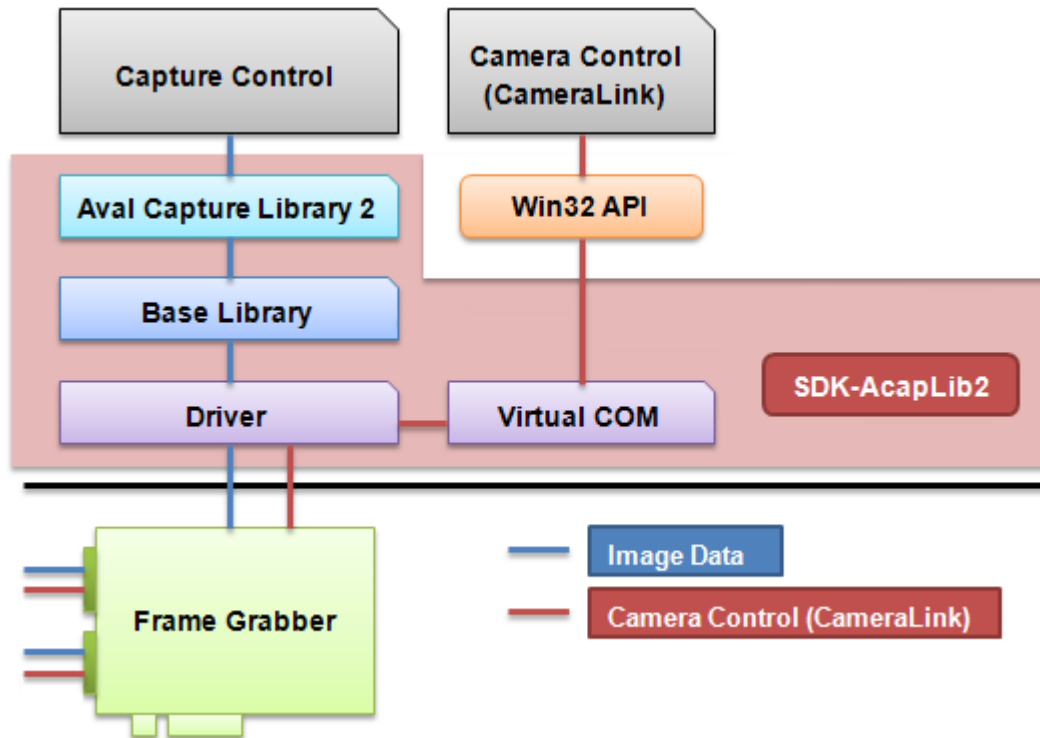 Capture Control
Camera Control
(CameraLink)
Aval Capture Library 2
Win32 API
Base Library
SDK-AcapLib2
Driver
Virtual COM
Frame Grabber
Image Data
Camera Control (CameraLink)